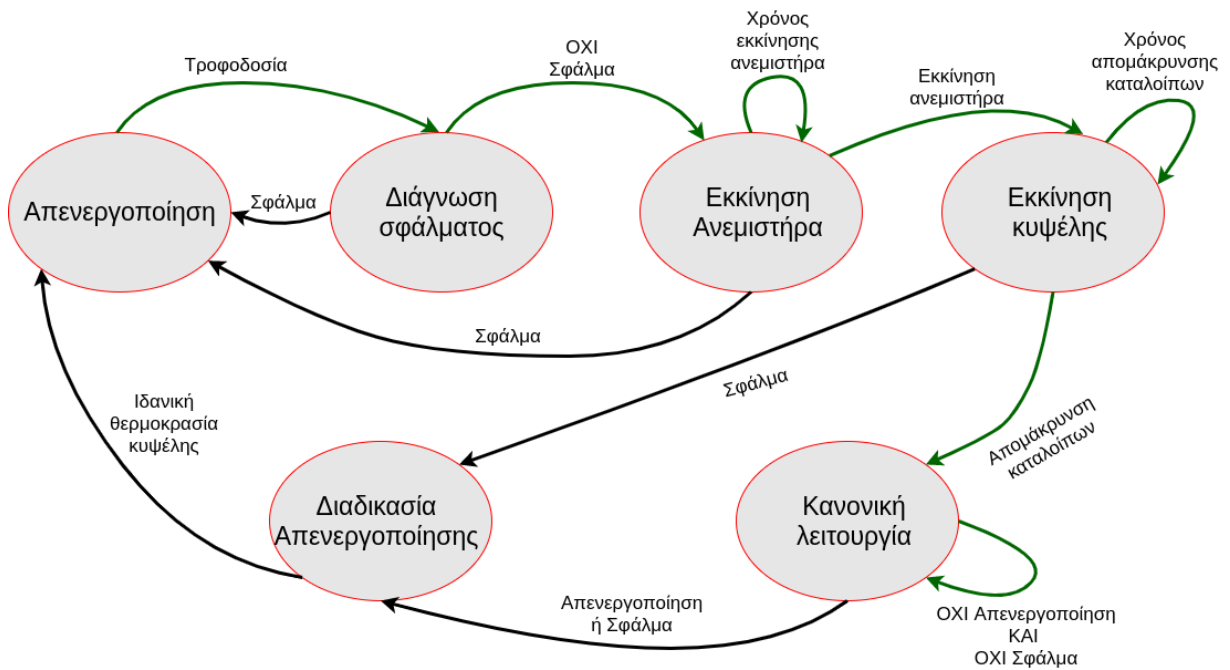 Τροφοδοσία
ΟΧΙ
Σφάλμα
Χρόνος
εκκίνησης
ανεμιστήρα
Εκκίνηση
ανεμιστήρα
Χρόνος
απομάκρυνσης
καταλοίπων
Απενεργοποίηση
Σφάλμα
Διάγνωση
σφάλματος
Εκκίνηση
Ανεμιστήρα
Εκκίνηση
κυψέλης
Σφάλμα
Σφάλμα
Ιδανική
θερμοκρασία
κυψέλης
Απομάκρυνση
καταλοίπων
Διαδικασία
Απενεργοποίησης
Κανονική
λειτουργία
Απενεργοποίηση
ή Σφάλμα
ΟΧΙ Απενεργοποίηση
ΚΑΙ
ΟΧΙ Σφάλμα